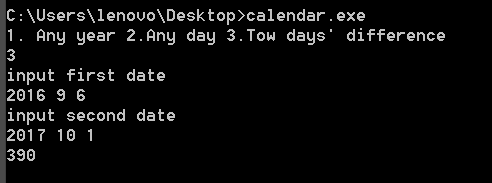 C:\Users\lenovo\Desktop>calendar.exe
1. Any year 2.Any day 3.Tow days' difference
3
input first date
2016 9 6
input second date
2017 10 1
390